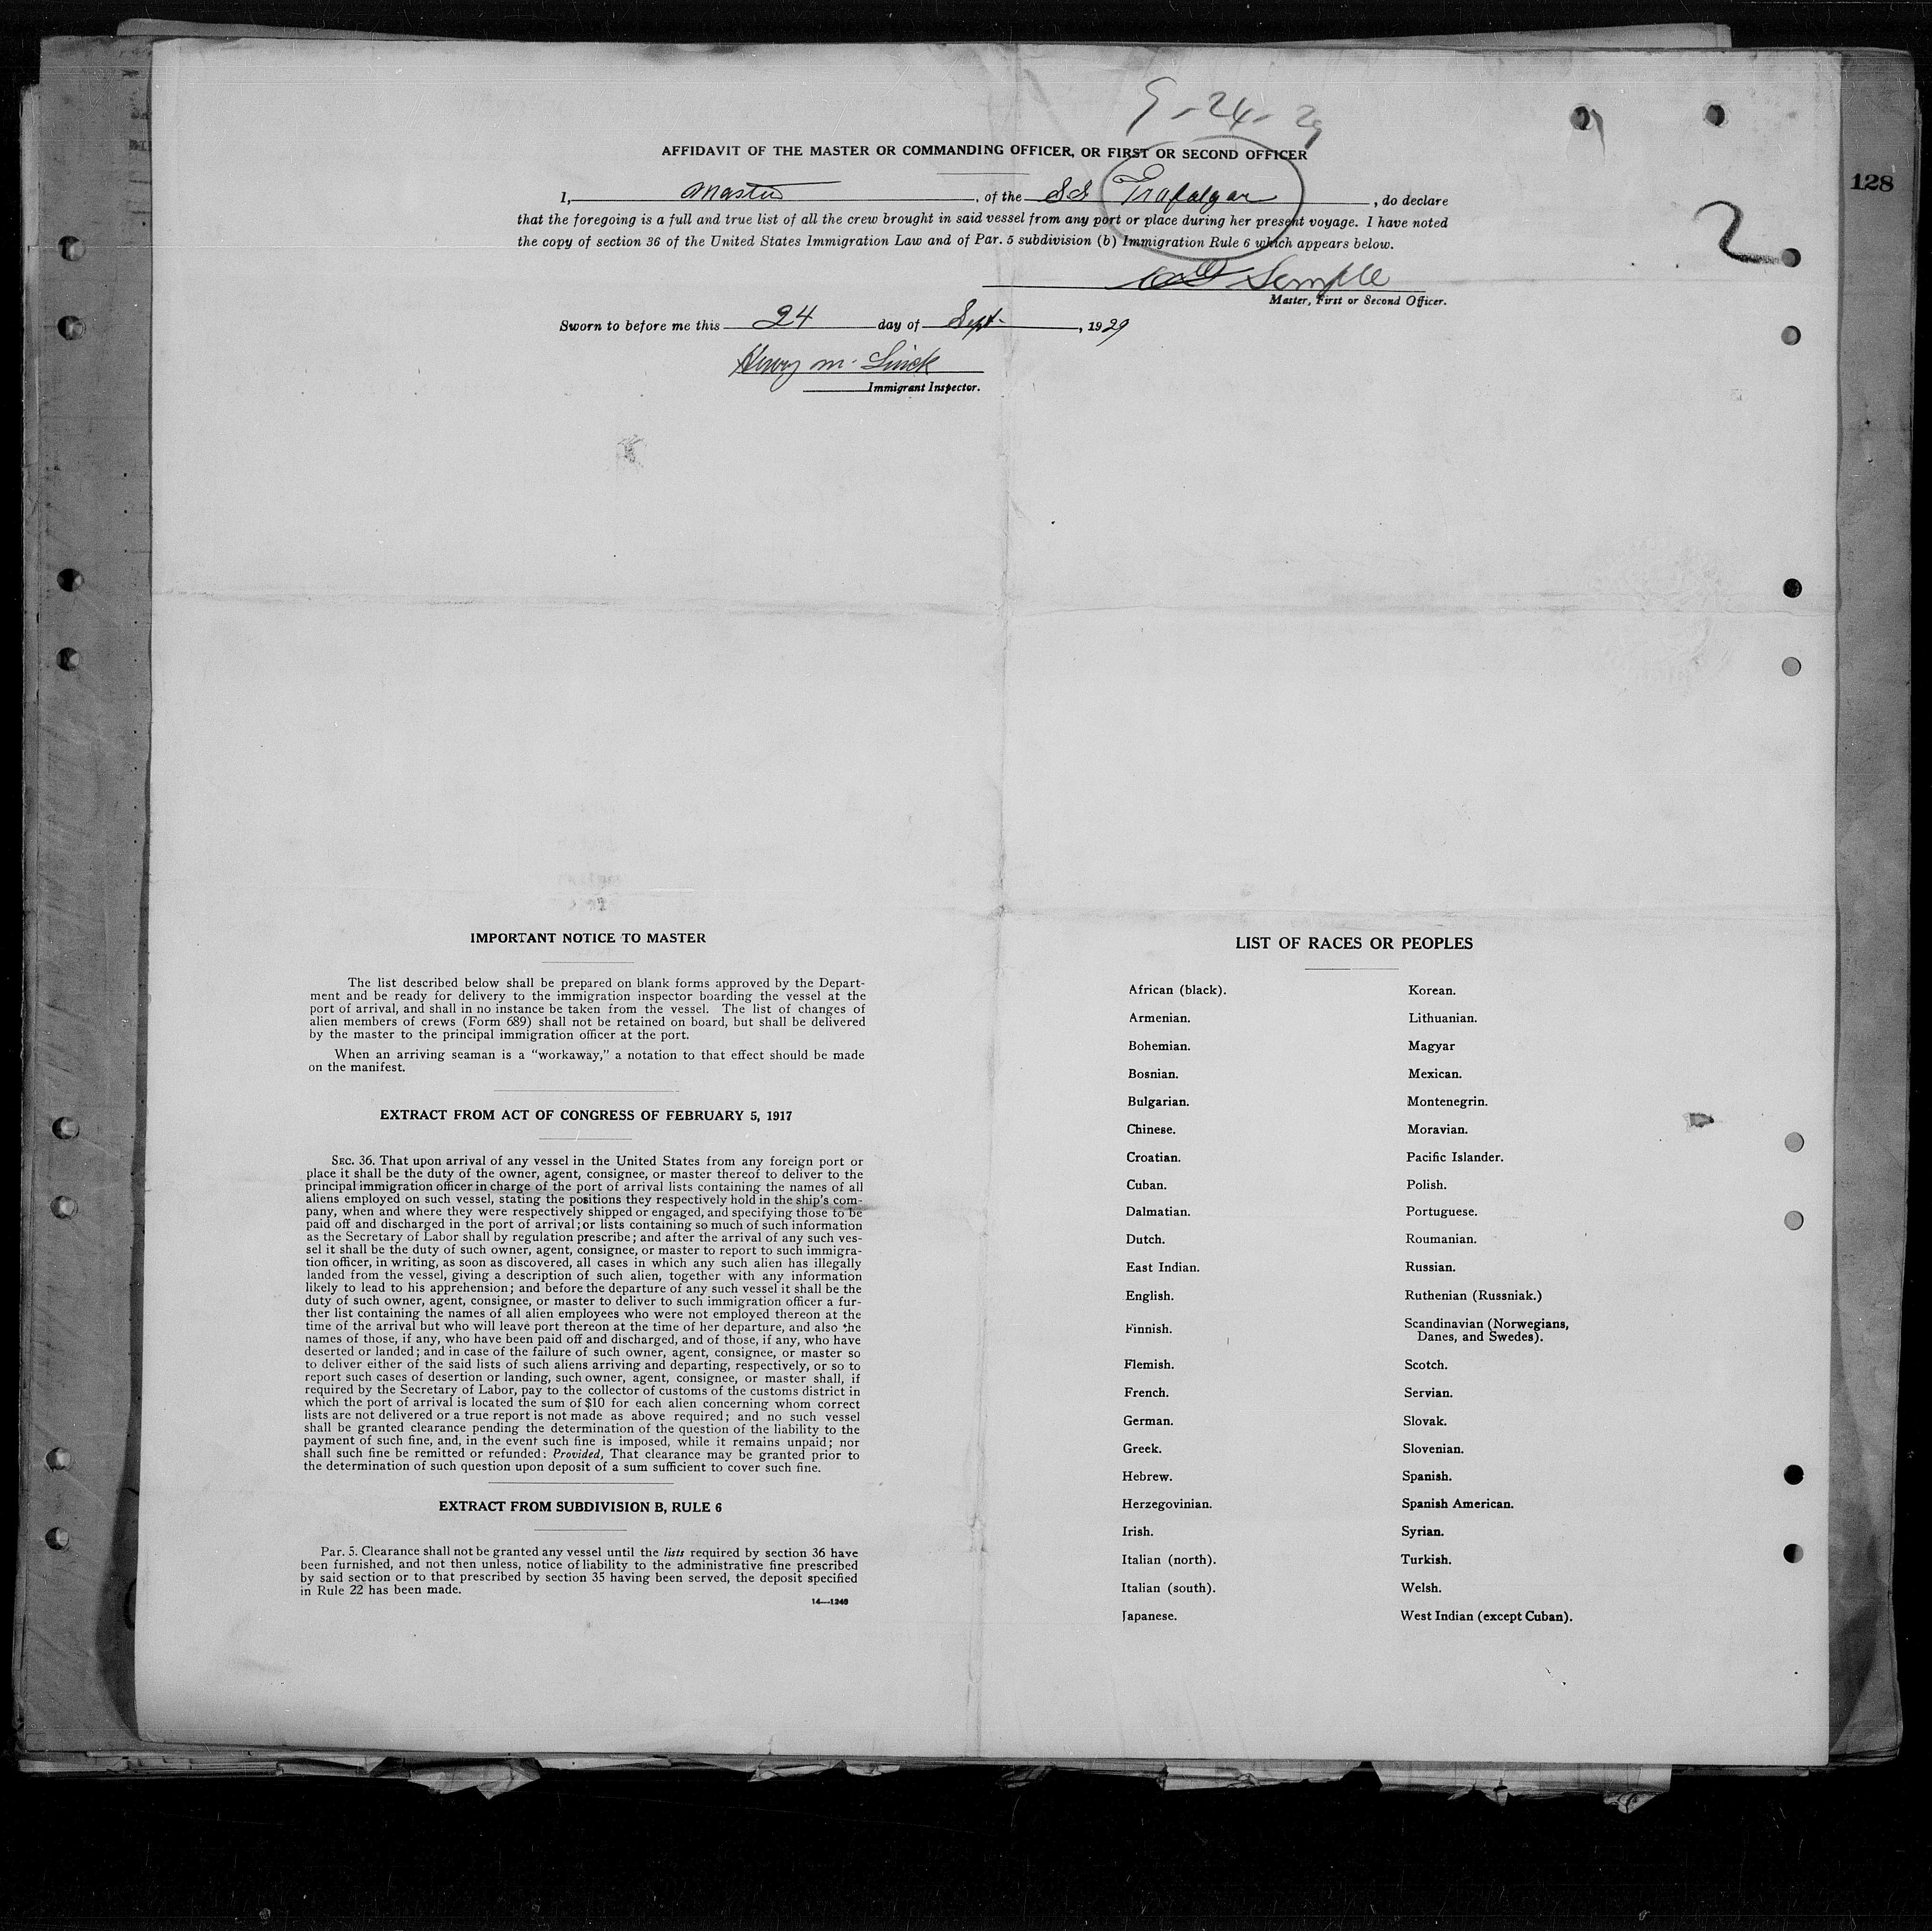 9-24-29
AFFIDAVIT OF THE MASTER OR COMMANDING OFFICER, OR FIRST OR SECOND OFFICER
128
I, Master, of the SS Trafalgar, do declare
that the foregoing is a full and true list of all the crew brought in said vessel from any port or place during her present voyage. I have noted
the copy of section 36 of the United States Immigration Law and of Par. 5 subdivision (b) Immigration Rule 6 which appears below.
2
Semple
Master, First or Second Officer.
Sworn to before me this 24 day of Sept., 1929
Henry M.
Immigrant Inspector.
IMPORTANT NOTICE TO MASTER
The list described below shall be prepared on blank forms approved by the Depart-
ment and be ready for delivery to the immigration inspector boarding the vessel at the
port of arrival, and shall in no instance be taken from the vessel. The list of changes of
alien members of crews (Form 689) shall not be retained on board, but shall be delivered
by the master to the principal immigration officer at the port.
When an arriving seaman is a “workaway,” a notation to that effect should be made
on the manifest.
EXTRACT FROM ACT OF CONGRESS OF FEBRUARY 5, 1917
SEC. 36. That upon arrival of any vessel in the United States from any foreign port or
place it shall be the duty of the owner, agent, consignee, or master thereof to deliver to the
principal immigration officer in charge of the port of arrival lists containing the names of all
aliens employed on such vessel, stating the positions they respectively hold in the ship's com-
pany, when and where they were respectively shipped or engaged, and specifying those to be
paid off and discharged in the port of arrival; or lists containing so much of such information
as the Secretary of Labor shall by regulation prescribe; and after the arrival of any such ves-
sel it shall be the duty of such owner, agent, consignee, or master to report to such immigra-
tion officer, in writing, as soon as discovered, all cases in which any such alien has illegally
landed from the vessel, giving a description of such alien, together with any information
likely to lead to his apprehension; and before the departure of any such vessel it shall be the
duty of such owner, agent, consignee, or master to deliver to such immigration officer a fur-
ther list containing the names of all alien employees who were not employed thereon at the
time of the arrival but who will leave port thereon at the time of her departure, and also the
names of those, if any, who have been paid off and discharged, and of those, if any, who have
deserted or landed; and in case of the failure of such owner, agent, consignee, or master so
to deliver either of the said lists of such aliens arriving and departing, respectively, or so to
report such cases of desertion or landing, such owner, agent, consignee, or master shall, if
required by the Secretary of Labor, pay to the collector of customs of the customs district in
which the port of arrival is located the sum of $10 for each alien concerning whom correct
lists are not delivered or a true report is not made as above required; and no such vessel
shall be granted clearance pending the determination of the question of the liability to the
payment of such fine, and, in the event such fine is imposed, while it remains unpaid; nor
shall such fine be remitted or refunded: Provided, That clearance may be granted prior to
the determination of such question upon deposit of a sum sufficient to cover such fine.
EXTRACT FROM SUBDIVISION B, RULE 6
Par. 5. Clearance shall not be granted any vessel until the lists required by section 36 have
been furnished, and not then unless, notice of liability to the administrative fine prescribed
by said section or to that prescribed by section 35 having been served, the deposit specified
in Rule 22 has been made.
14—1248
LIST OF RACES OR PEOPLES
African (black).
Armenian.
Bohemian.
Bosnian.
Bulgarian.
Chinese.
Croatian.
Cuban.
Dalmatian.
Dutch.
East Indian.
English.
Finnish.
Flemish.
French.
German.
Greek.
Hebrew.
Herzegovinian.
Irish.
Italian (north).
Italian (south).
Japanese.
Korean.
Lithuanian.
Magyar
Mexican.
Montenegrin.
Moravian.
Pacific Islander.
Polish.
Portuguese.
Roumanian.
Russian.
Ruthenian (Russniak.)
Scandinavian (Norwegians,
Danes, and Swedes).
Scotch.
Servian.
Slovak.
Slovenian.
Spanish.
Spanish American.
Syrian.
Turkish.
Welsh.
West Indian (except Cuban).